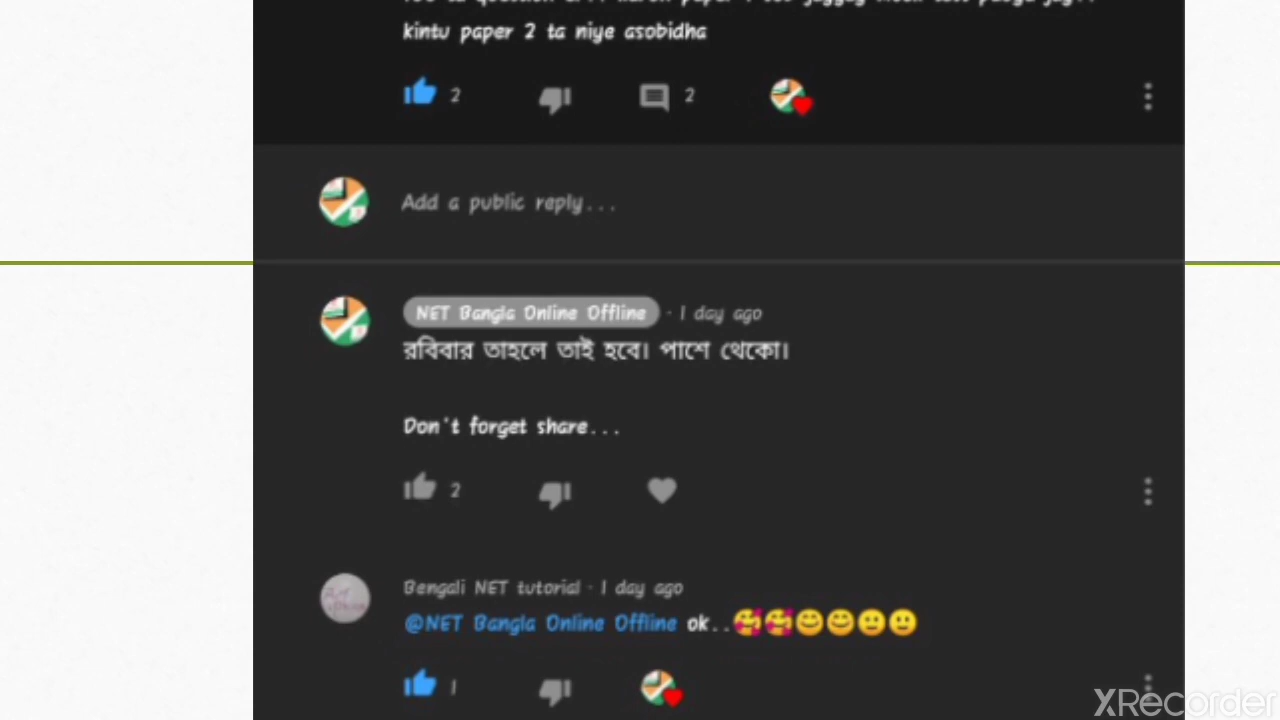 kintu paper 2 ta niye asobidha
2
2
Add a public reply...
NET Bangla Online Offline · 1 day ago
রবিবার তাহলে তাই হবে। পাশে থেকো।
Don't forget share...
2
Bengali NET tutorial · 1 day ago
@NET Bangla Online Offline ok..🥰🥰😊😊😐😐
1
XRecorder